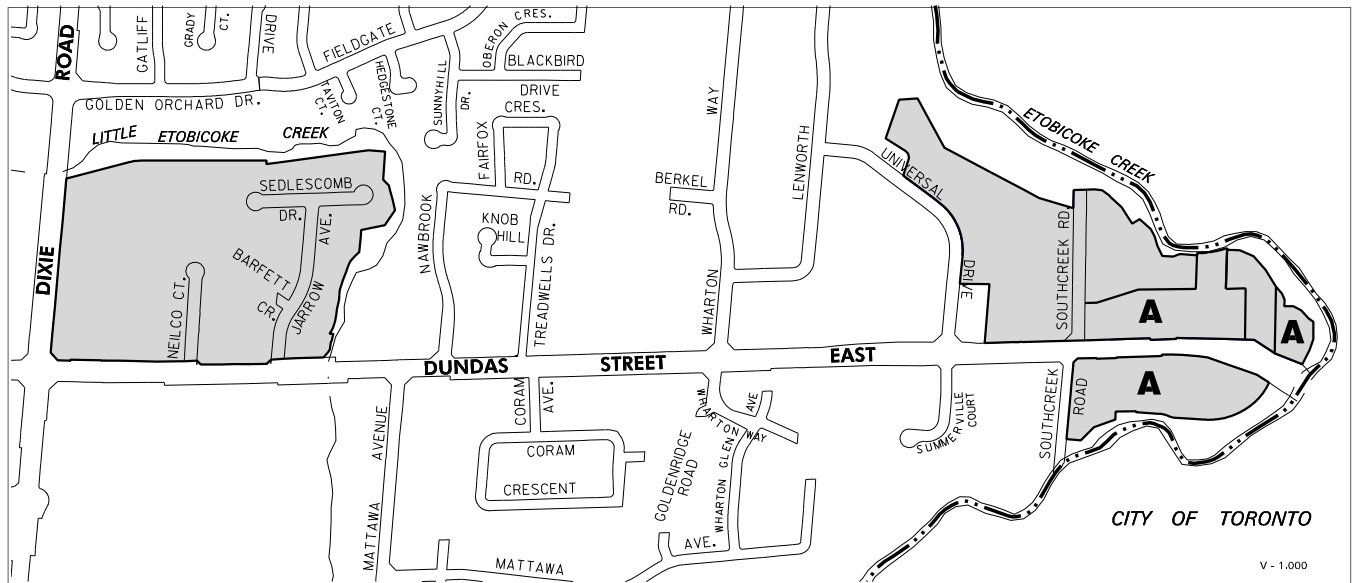 ROAD
GATLIFF
GRADY
CT.
DRIVE
FIELDGATE
OBERON CRES.
BLACKBIRD
DRIVE
GOLDEN ORCHARD DR.
TAVITON
CT.
HEDGESTONE
CT.
SUNNYHILL
DR.
CRES.
FAIRFOX
RD.
LITTLE ETOBICOKE CREEK
WAY
LENWORTH
ETOBICOKE CREEK
UNIVERSAL
DRIVE
SEDLESCOMB
DR.
AVE.
BERKEL
RD.
KNOB
HILL
NAWBROOK
TREADWELLS DR.
WHARTON
DIXIE
BARFETT
CR.
JARROW
NEILCO CT.
SOUTHCREEK RD
A
A
DUNDAS STREET EAST
A
CORAM
AVE.
WHARTON WAY
AVE
SUMMERVILLE
COURT
SOUTHCREEK
ROAD
AVENUE
MATTAWA
CORAM
CRESCENT
GOLDENRIDGE
ROAD
WHARTON GLEN
AVE.
MATTAWA
CITY OF TORONTO
V - 1.000